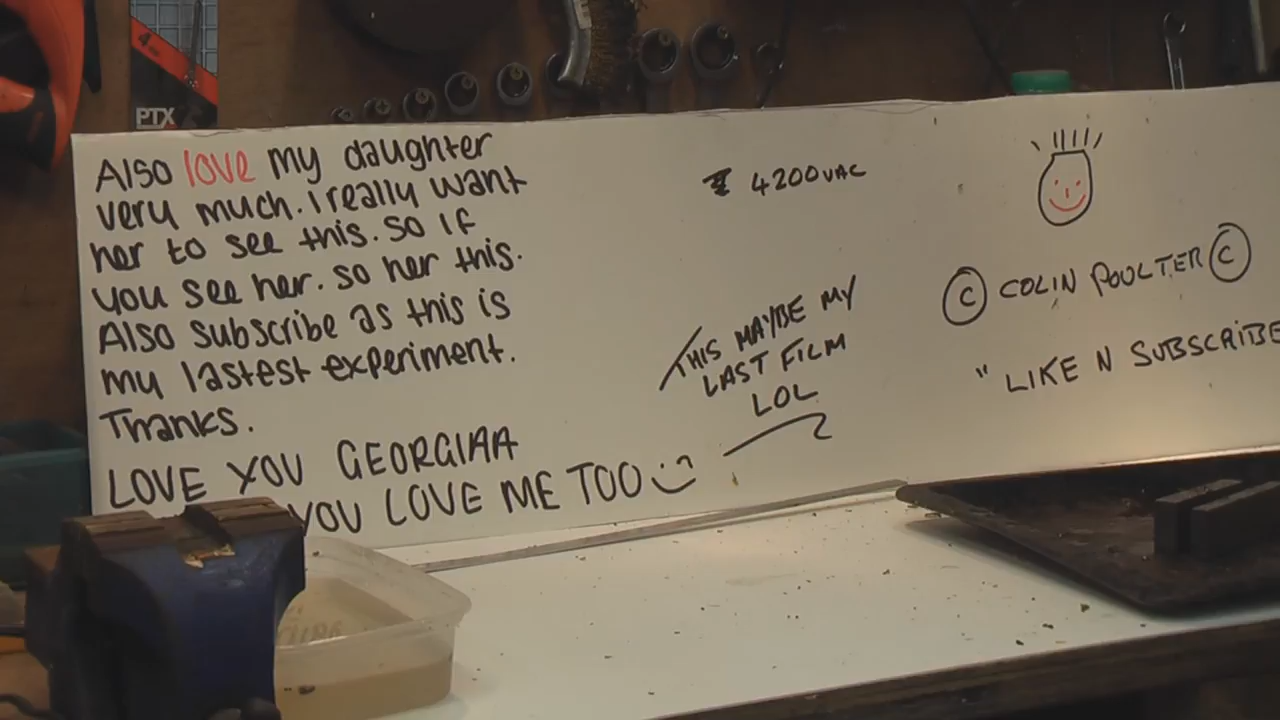 PTX
Also love my daughter
very much. I really want
her to see this. so If
you see her. so her this.
Also subscribe as this is
my lastest experiment.
Thanks.
LOVE YOU GEORGIAA
YOU LOVE ME TOO
4200VAC
THIS MAYBE MY
LAST FILM
LOL
© COLIN POULTER ©
" LIKE N SUBSCRIBE